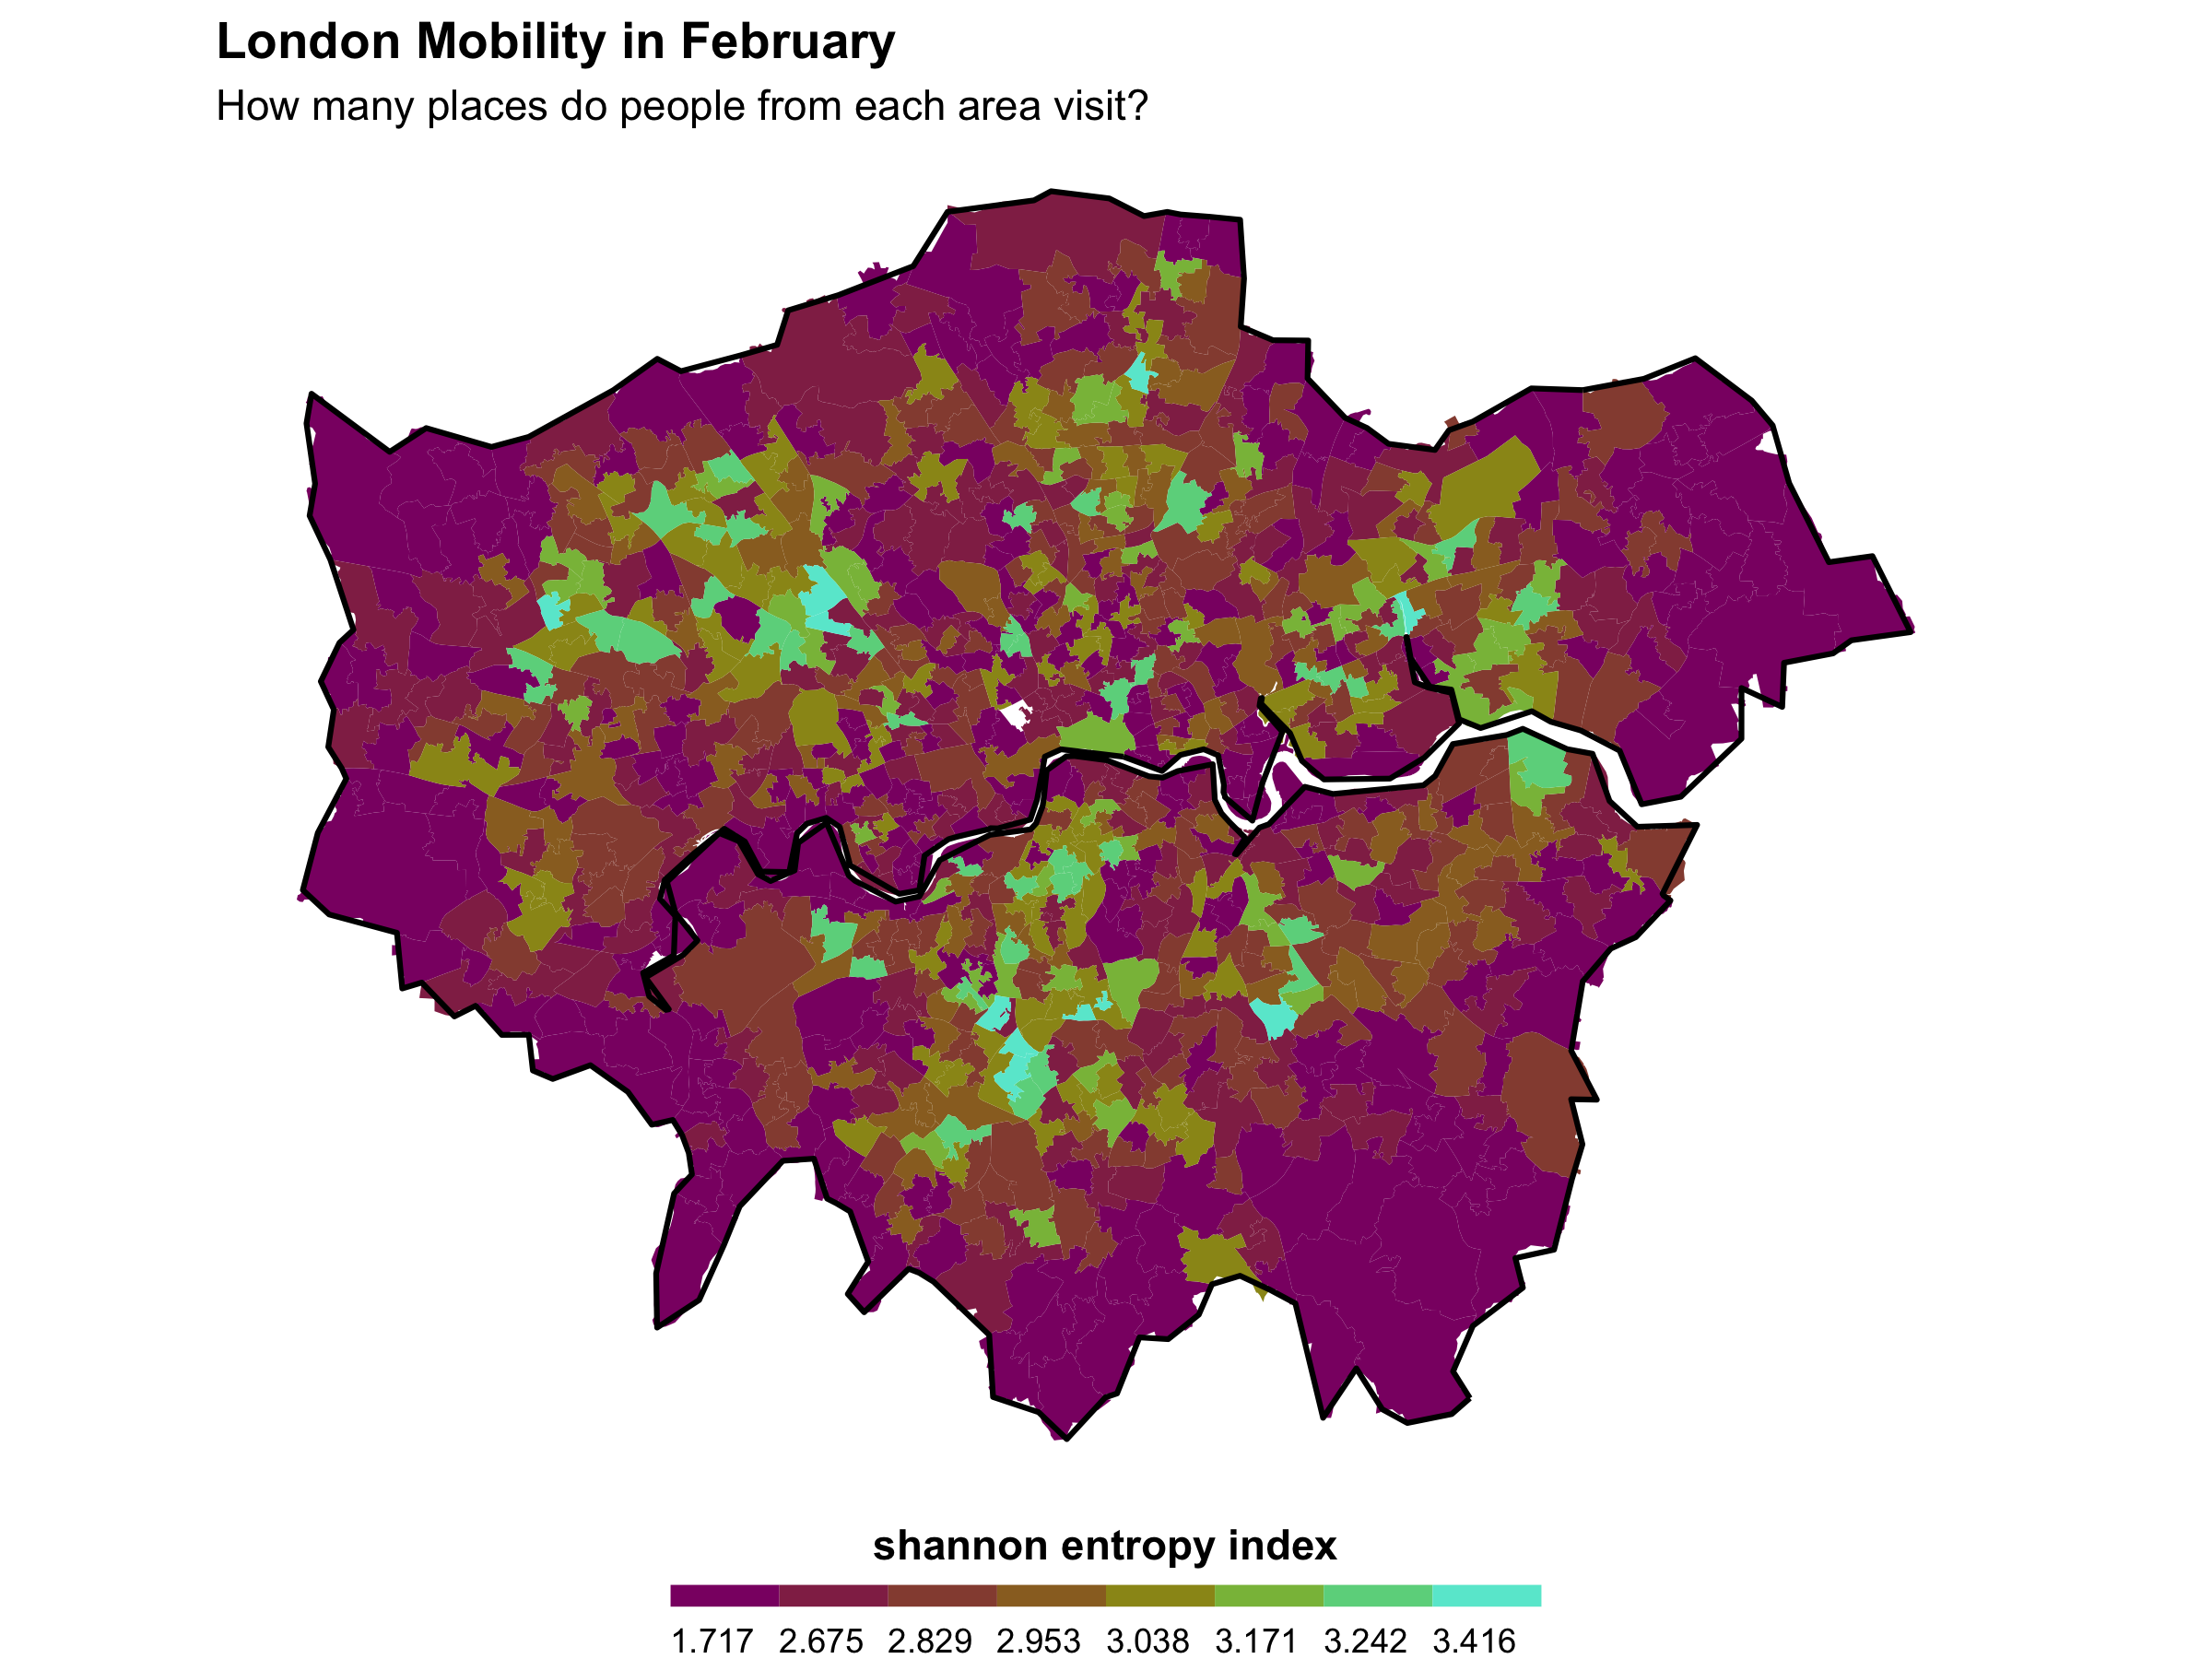 London Mobility in February
How many places do people from each area visit?
shannon entropy index
1.717 2.675 2.829 2.953 3.038 3.171 3.242 3.416